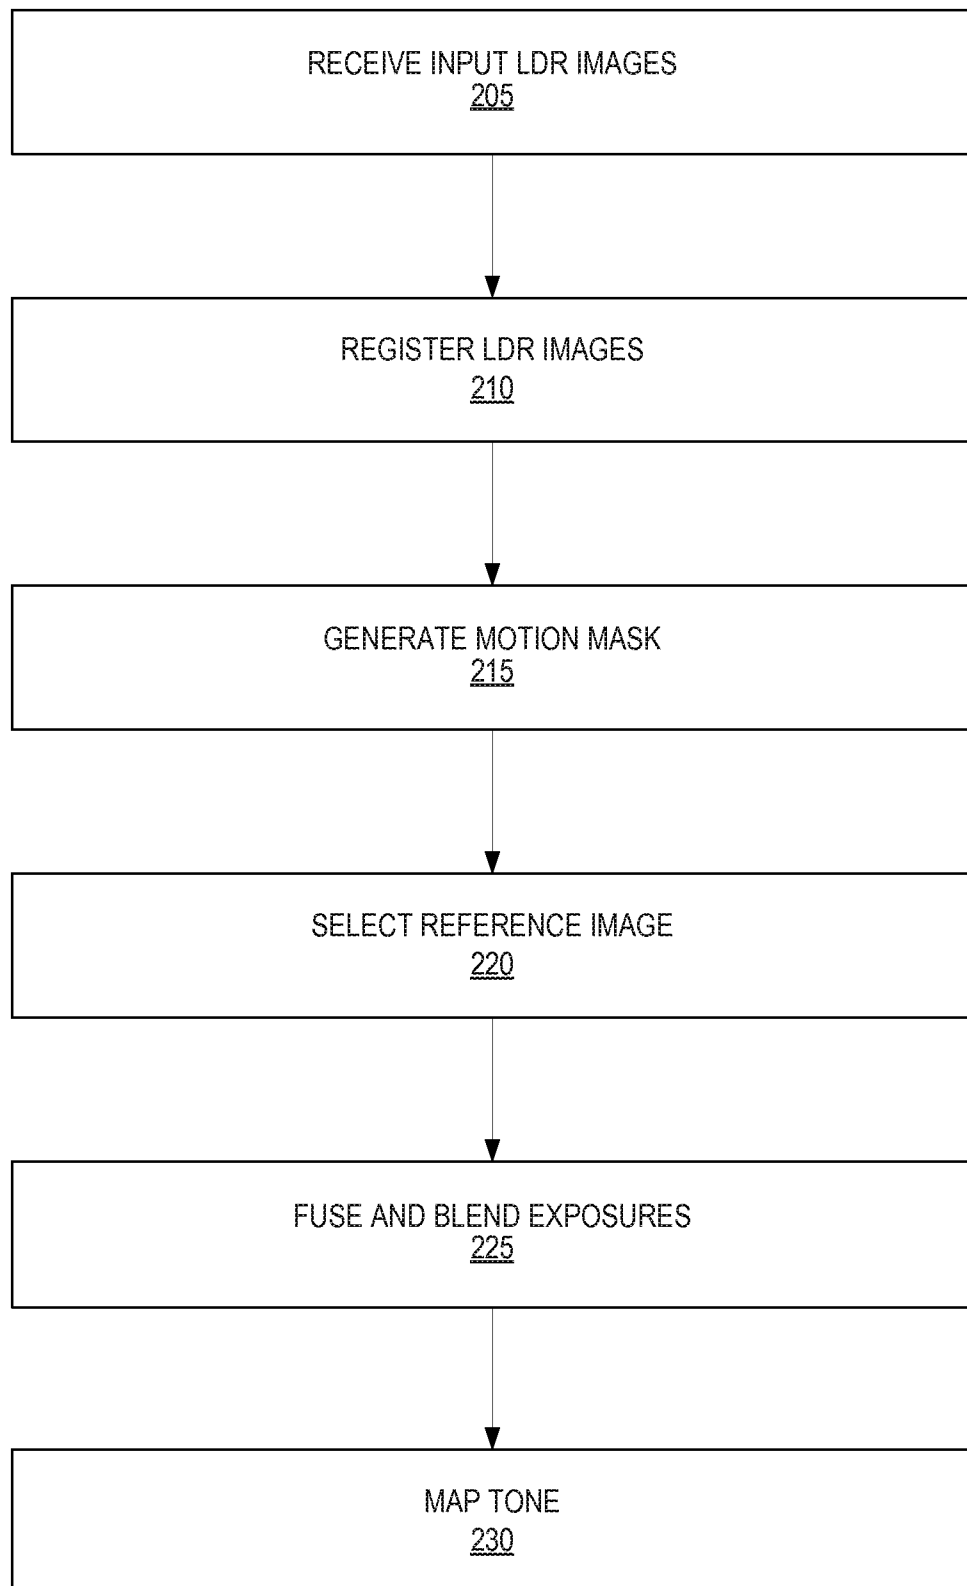 RECEIVE INPUT LDR IMAGES
205
REGISTER LDR IMAGES
210
GENERATE MOTION MASK
215
SELECT REFERENCE IMAGE
220
FUSE AND BLEND EXPOSURES
225
MAP TONE
230